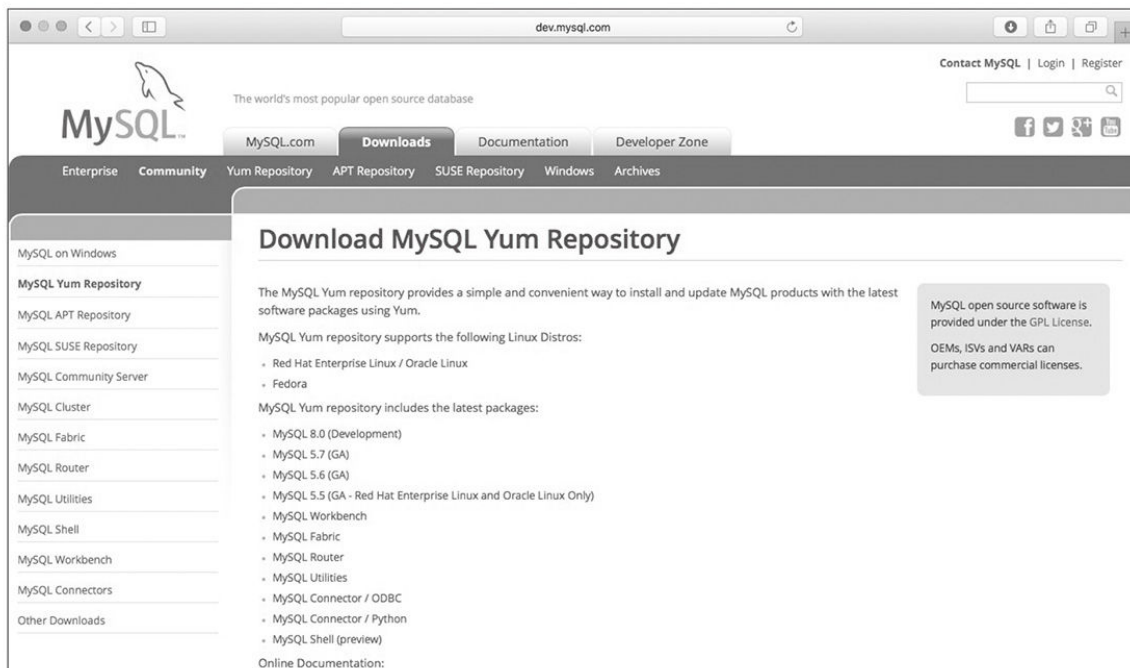 dev.mysql.com
Contact MySQL | Login | Register
The world's most popular open source database
MySQL™
MySQL.com Downloads Documentation Developer Zone
Enterprise Community Yum Repository APT Repository SUSE Repository Windows Archives
MySQL on Windows
MySQL Yum Repository
MySQL APT Repository
MySQL SUSE Repository
MySQL Community Server
MySQL Cluster
MySQL Fabric
MySQL Router
MySQL Utilities
MySQL Shell
MySQL Workbench
MySQL Connectors
Other Downloads
Download MySQL Yum Repository
The MySQL Yum repository provides a simple and convenient way to install and update MySQL products with the latest
software packages using Yum.
MySQL Yum repository supports the following Linux Distros:
Red Hat Enterprise Linux / Oracle Linux
Fedora
MySQL Yum repository includes the latest packages:
MySQL 8.0 (Development)
MySQL 5.7 (GA)
MySQL 5.6 (GA)
MySQL 5.5 (GA - Red Hat Enterprise Linux and Oracle Linux Only)
MySQL Workbench
MySQL Fabric
MySQL Router
MySQL Utilities
MySQL Connector / ODBC
MySQL Connector / Python
MySQL Shell (preview)
Online Documentation:
MySQL open source software is
provided under the GPL License.
OEMs, ISVs and VARs can
purchase commercial licenses.